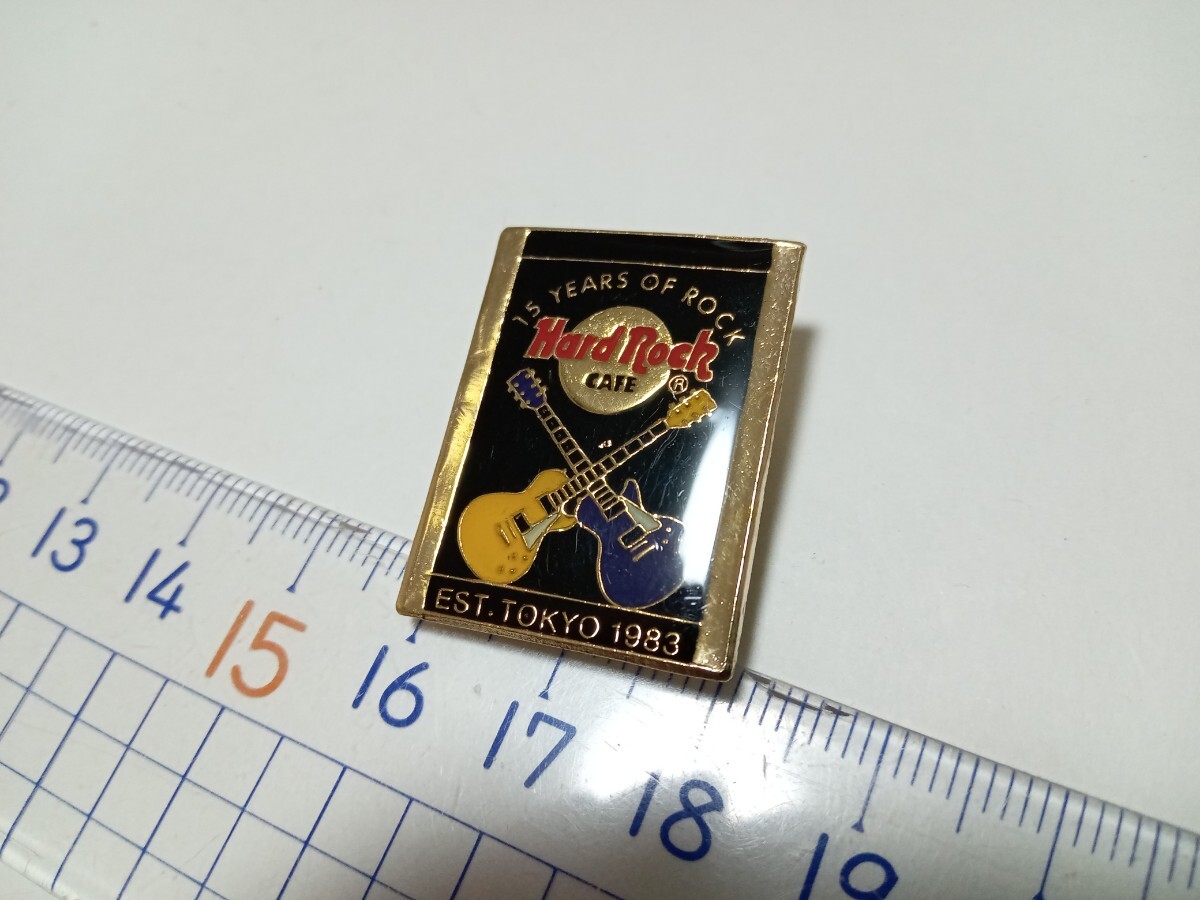 15 YEARS OF ROCK
Hard Rock
CAFE ®
EST. TOKYO 1983
13 14 15 16 17 18 19